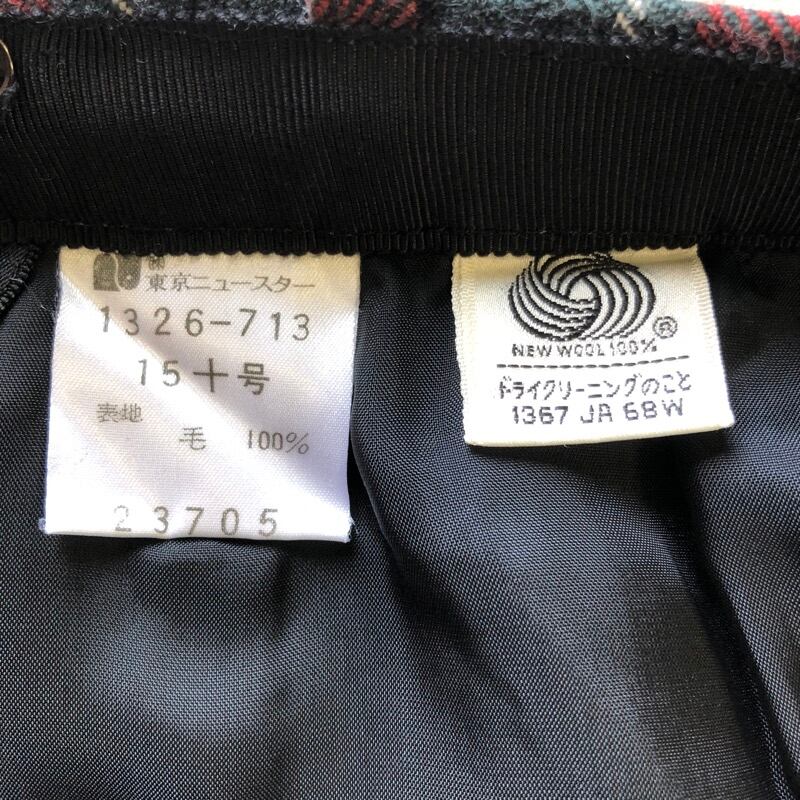 ㈱
東京ニュースター
1326-713
15十号
表地
毛 100%
23705
NEW WOOL 100%
®
ドライクリーニングのこと
1367 JA 68W